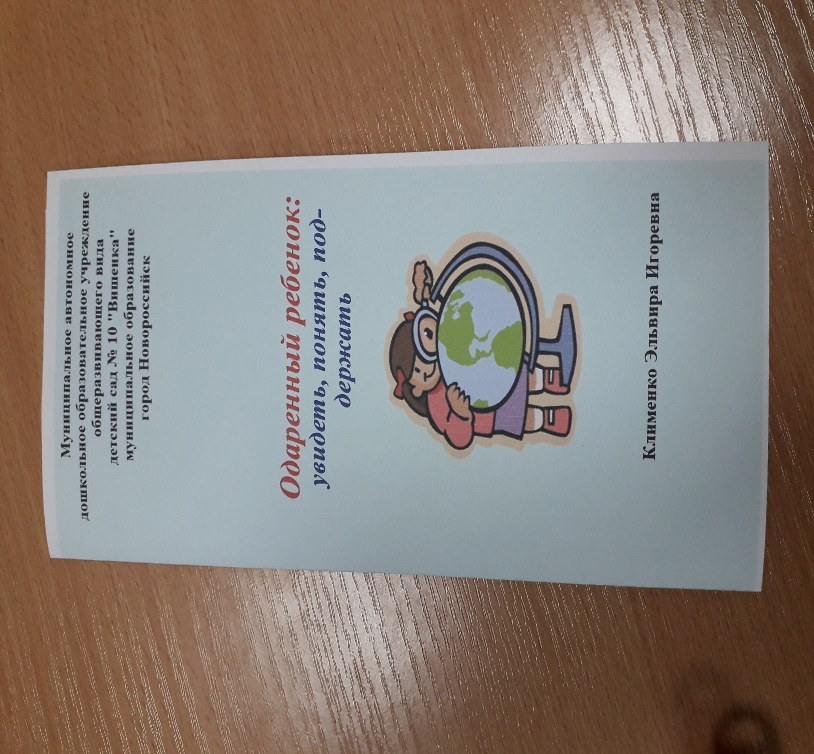 Муниципальное автономное
дошкольное образовательное учреждение
общеразвивающего вида
детский сад № 10 "Вишенка"
муниципальное образование
город Новороссийск
Одаренный ребенок:
увидеть, понять, под-
держать
Клименко Эльвира Игоревна